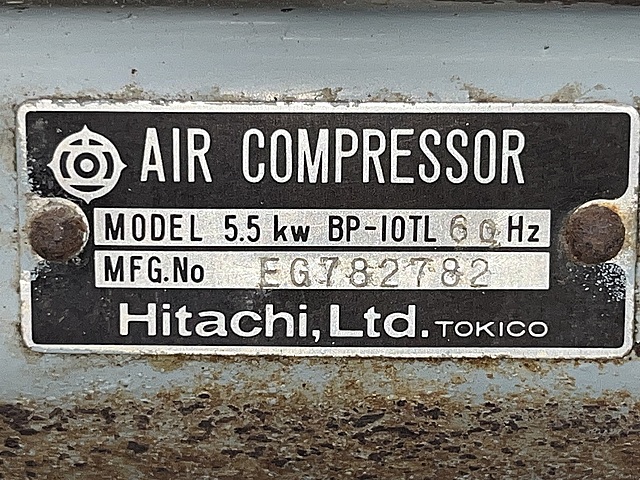 AIR COMPRESSOR
MODEL 5.5 kw BP-10TL 60 Hz
MFG.No EG782782
Hitachi, Ltd. TOKICO